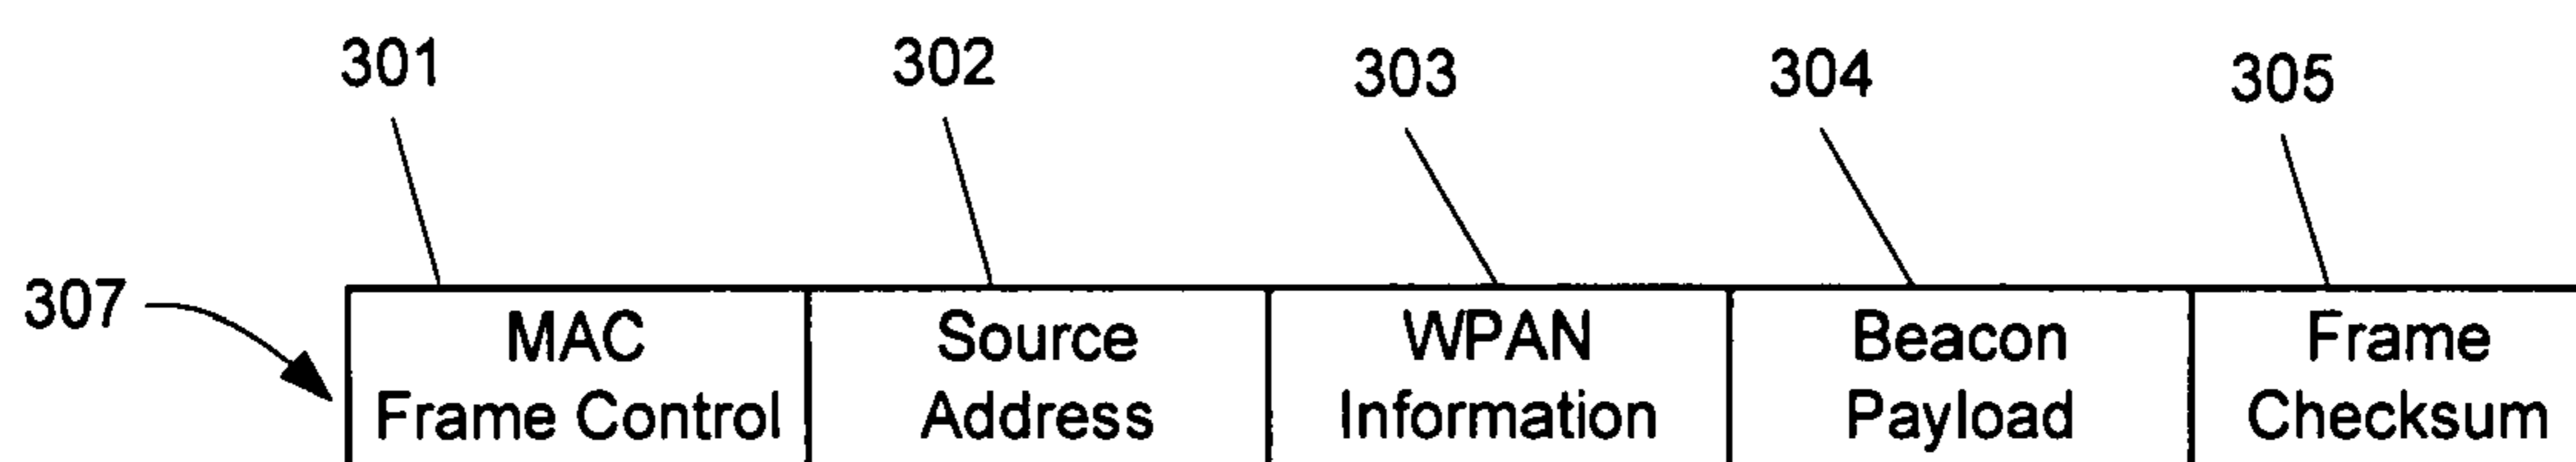 301 302 303 304 305
307
MAC Source WPAN Beacon Frame
Frame Control Address Information Payload Checksum